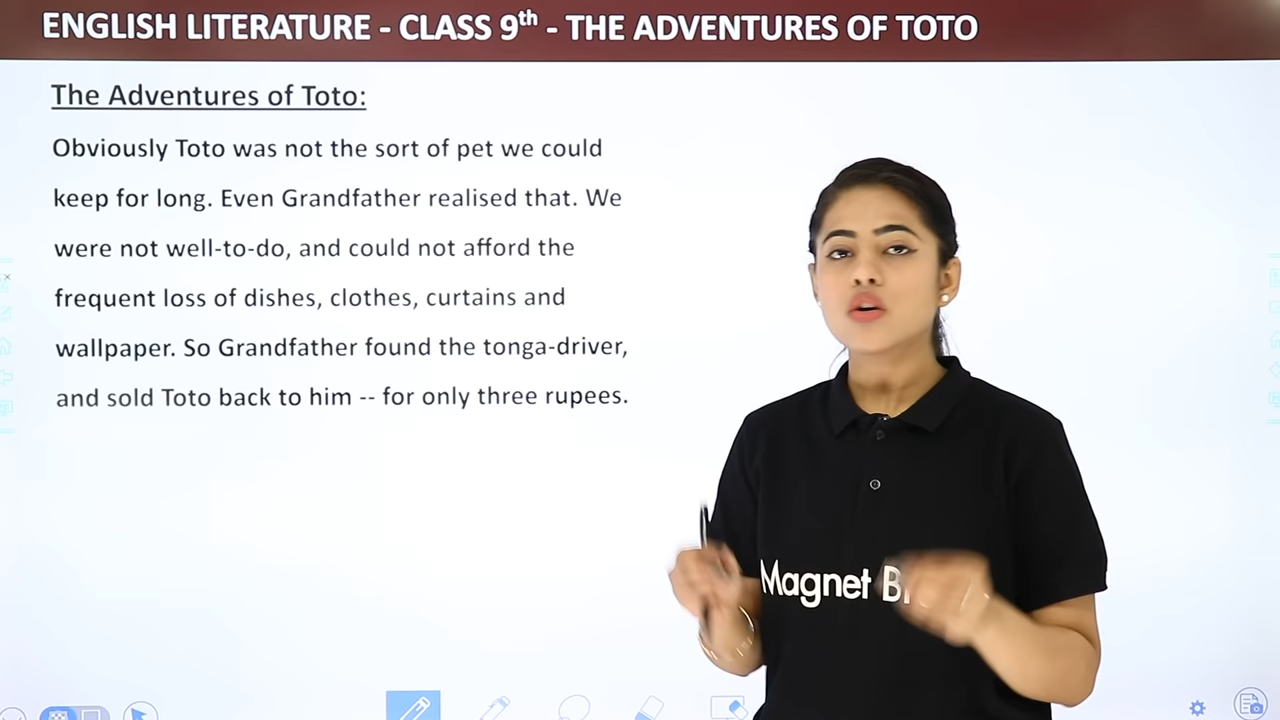 ENGLISH LITERATURE - CLASS 9th - THE ADVENTURES OF TOTO
The Adventures of Toto:
Obviously Toto was not the sort of pet we could
keep for long. Even Grandfather realised that. We
were not well-to-do, and could not afford the
frequent loss of dishes, clothes, curtains and
wallpaper. So Grandfather found the tonga-driver,
and sold Toto back to him -- for only three rupees.
Magnet